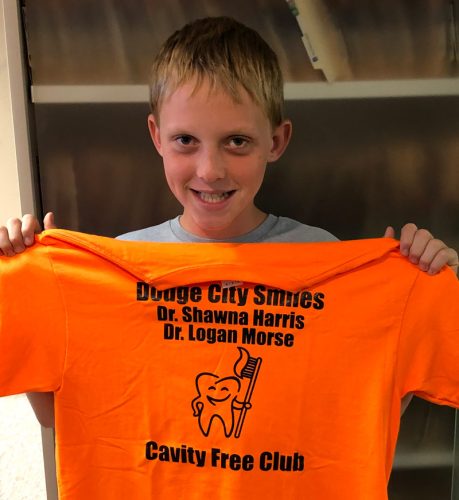 Dodge City Smiles
Dr. Shawna Harris
Dr. Logan Morse
Cavity Free Club